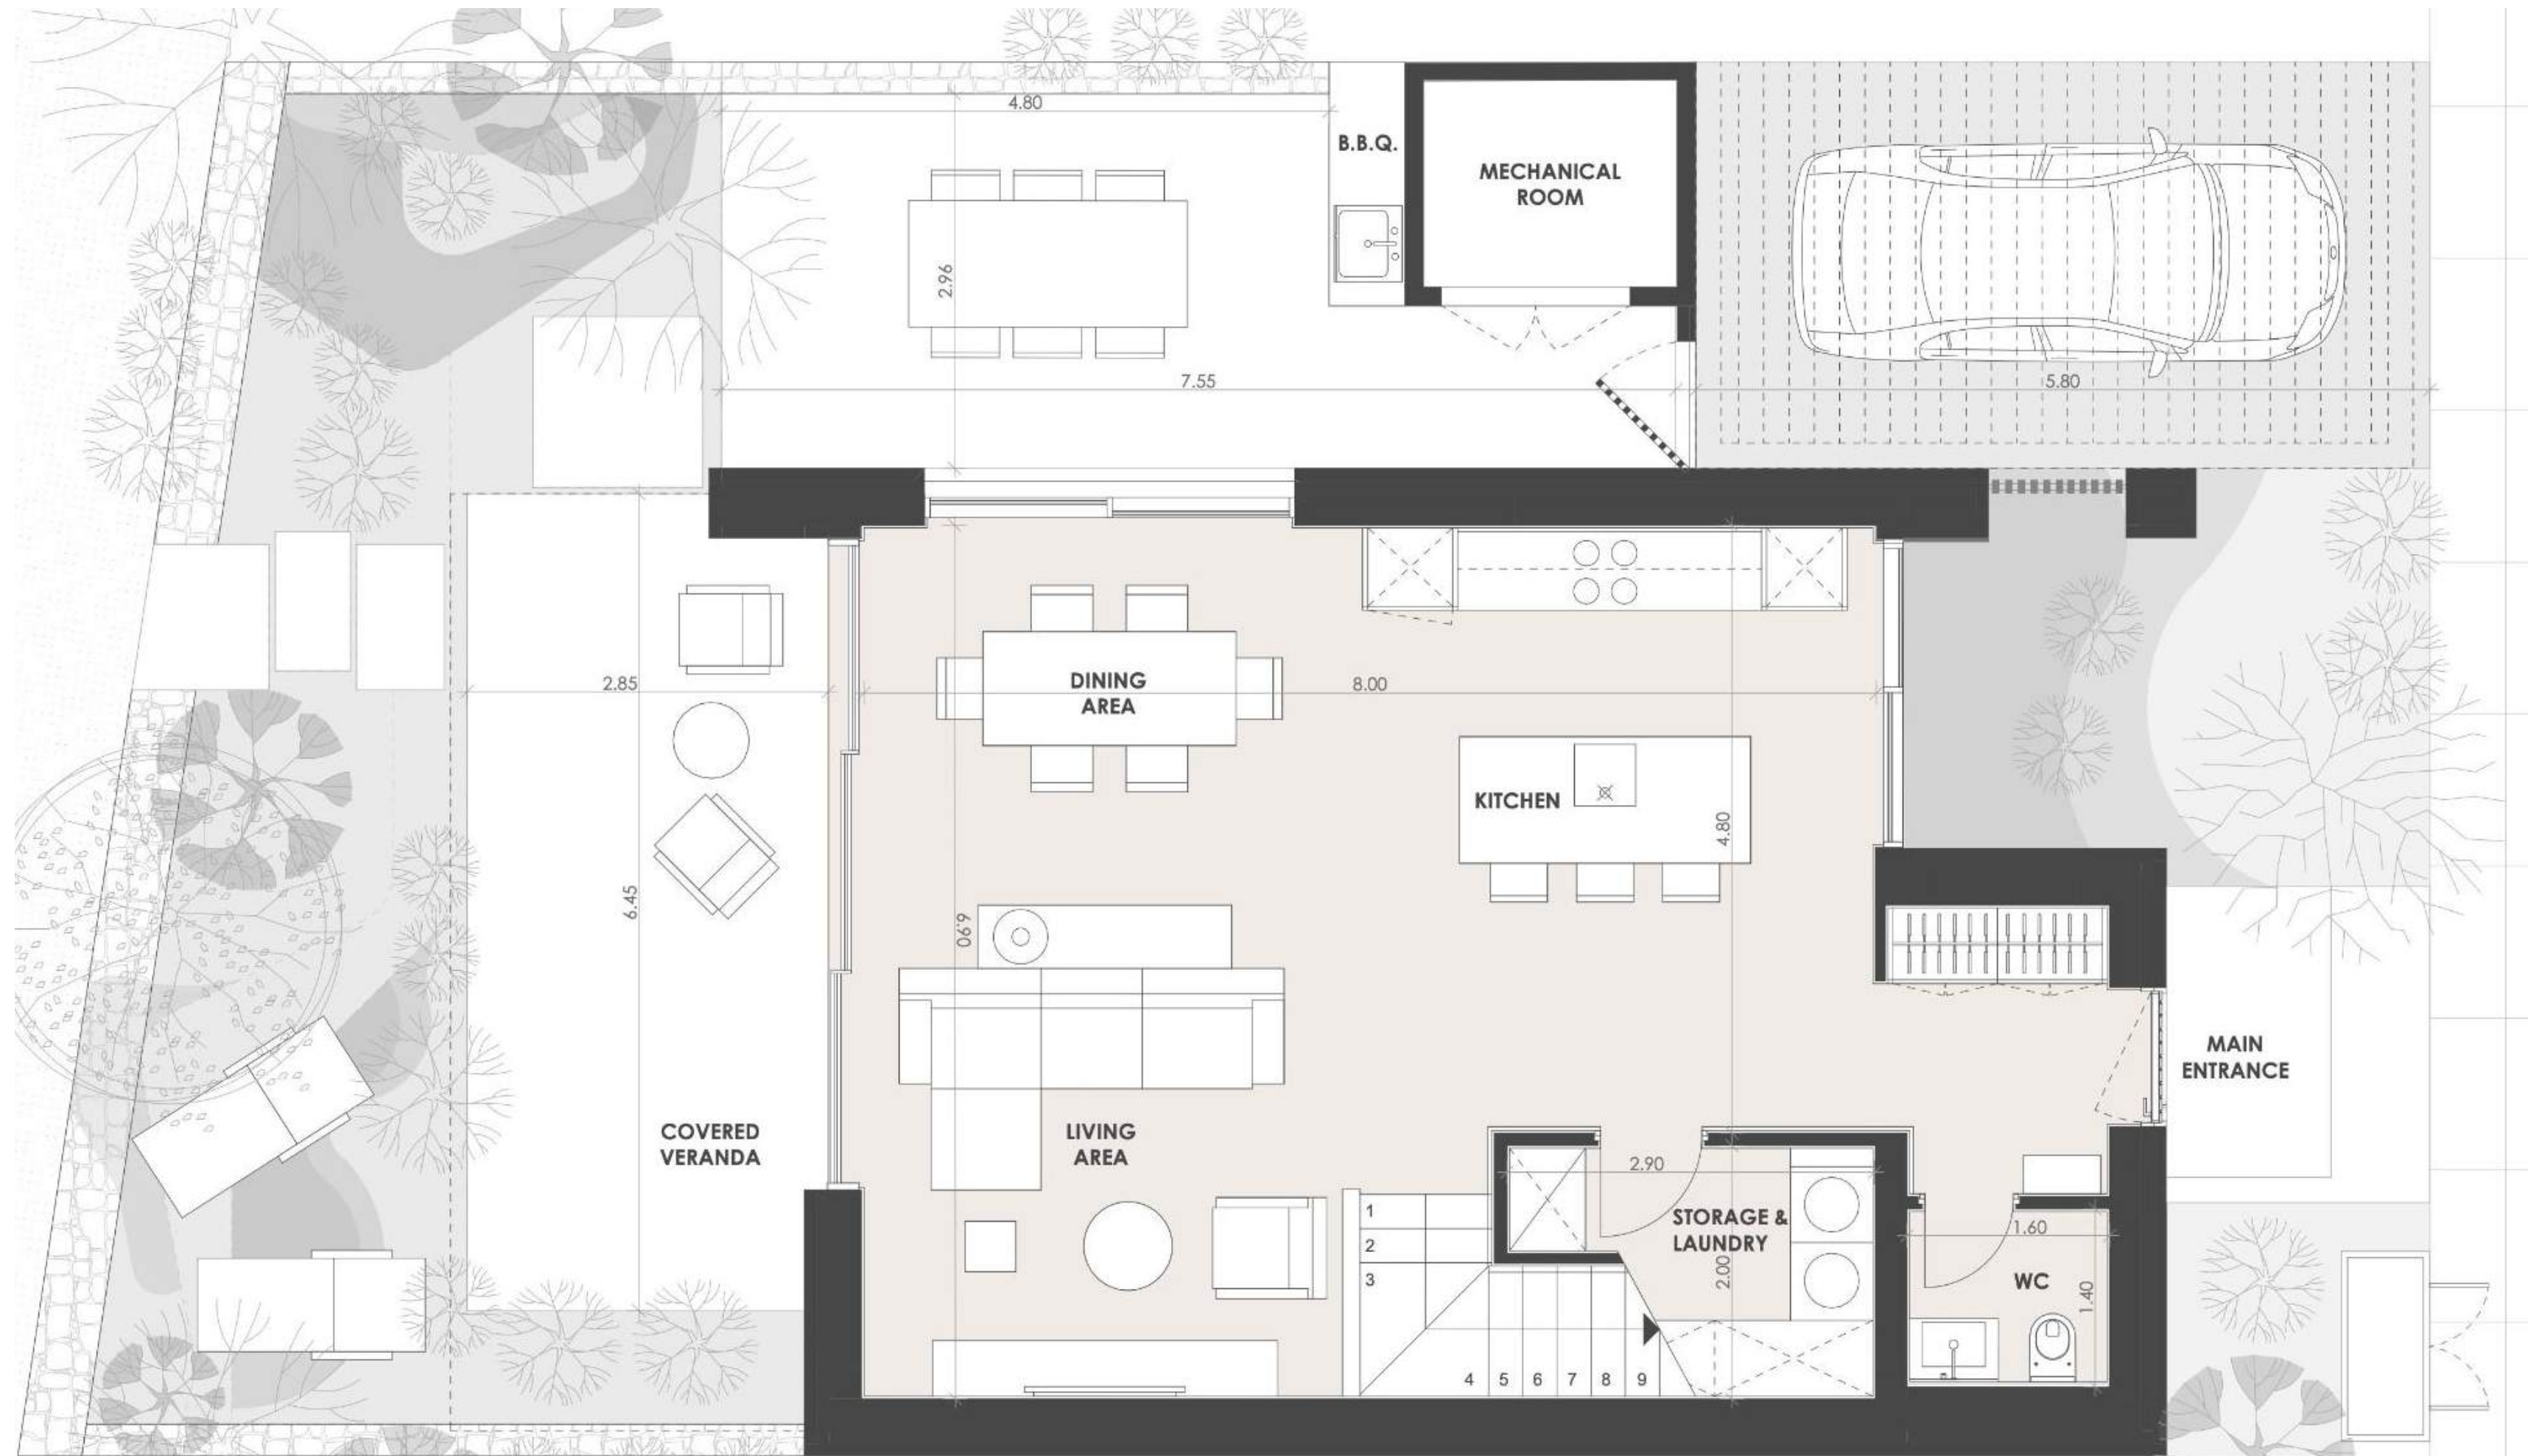 4.80
B.B.Q.
MECHANICAL
ROOM
2.96
7.55
5.80
2.85
DINING
AREA
8.00
KITCHEN
4.80
6.45
6.90
MAIN
ENTRANCE
COVERED
VERANDA
LIVING
AREA
2.90
STORAGE &
LAUNDRY
2.00
1.60
WC
1.40
1
2
3
4 5 6 7 8 9